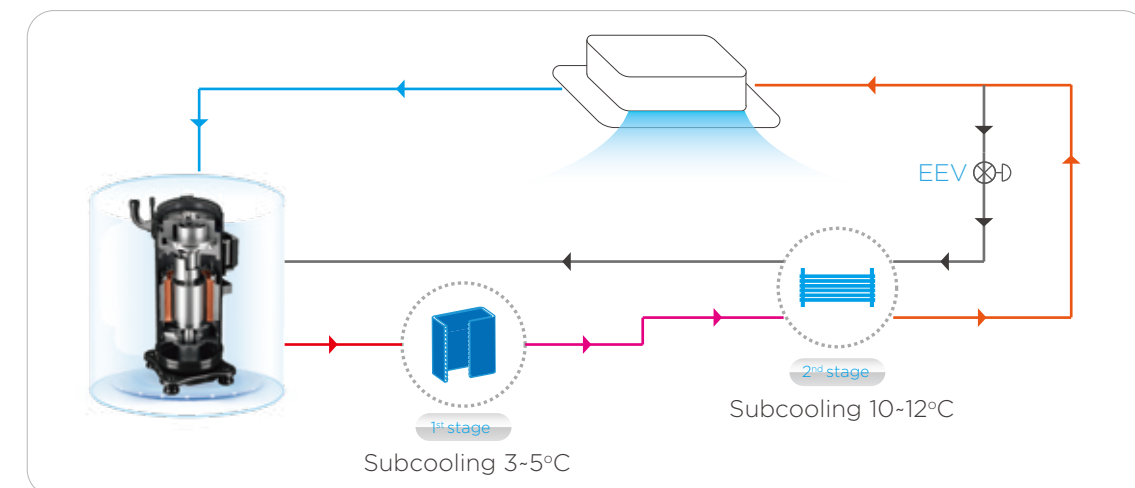 EEV
2nd stage
Subcooling 10~12°C
1st stage
Subcooling 3~5°C